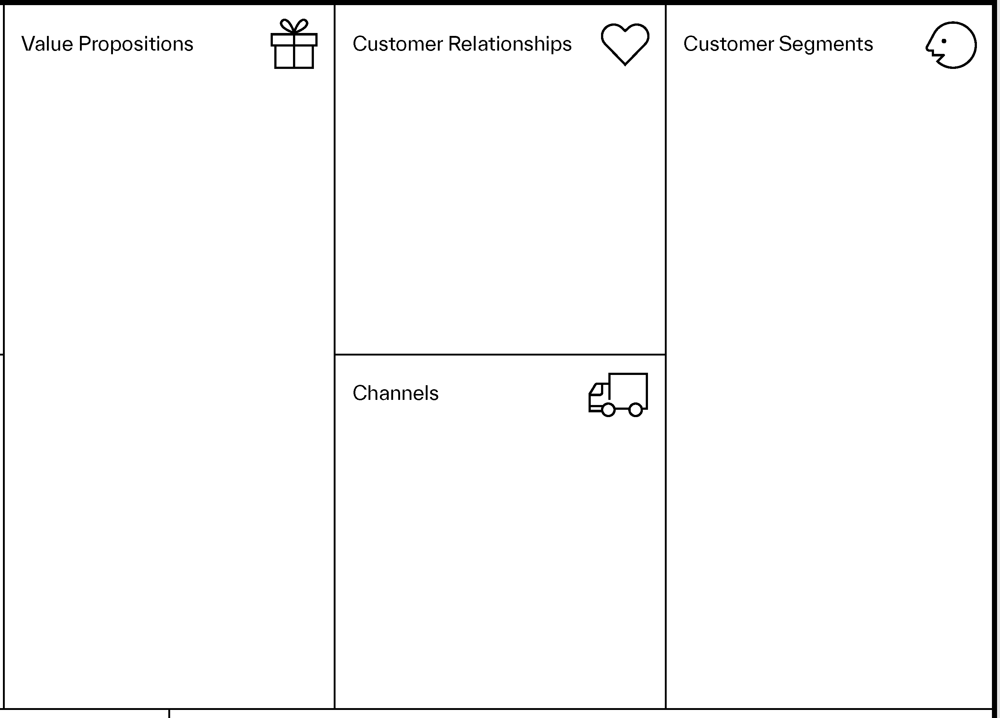 Value Propositions
Customer Relationships
Customer Segments
Channels